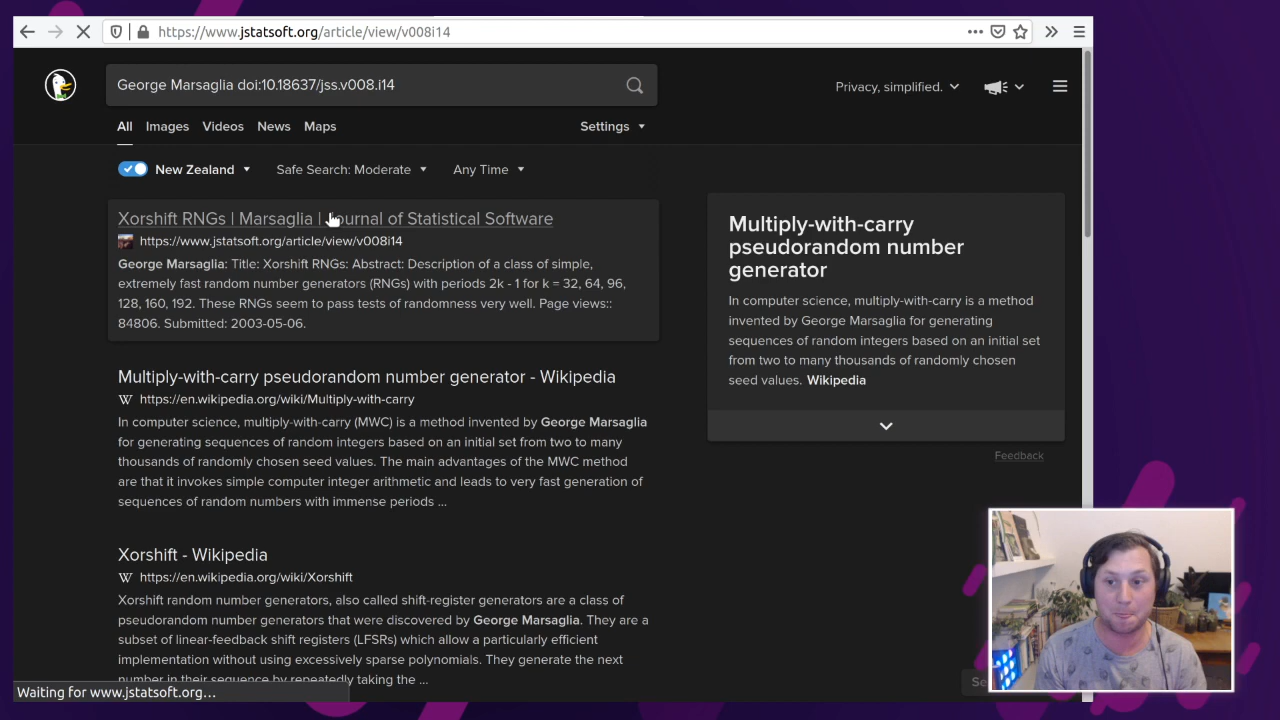 https://www.jstatsoft.org/article/view/v008i14
George Marsaglia doi:10.18637/jss.v008.i14
Privacy, simplified.
All Images Videos News Maps Settings
New Zealand Safe Search: Moderate Any Time
Xorshift RNGs | Marsaglia | Journal of Statistical Software
https://www.jstatsoft.org/article/view/v008i14
George Marsaglia: Title: Xorshift RNGs: Abstract: Description of a class of simple,
extremely fast random number generators (RNGs) with periods 2k - 1 for k = 32, 64, 96,
128, 160, 192. These RNGs seem to pass tests of randomness very well. Page views::
84806. Submitted: 2003-05-06.
Multiply-with-carry pseudorandom number generator - Wikipedia
W https://en.wikipedia.org/wiki/Multiply-with-carry
In computer science, multiply-with-carry (MWC) is a method invented by George Marsaglia
for generating sequences of random integers based on an initial set from two to many
thousands of randomly chosen seed values. The main advantages of the MWC method
are that it invokes simple computer integer arithmetic and leads to very fast generation of
sequences of random numbers with immense periods ...
Xorshift - Wikipedia
W https://en.wikipedia.org/wiki/Xorshift
Xorshift random number generators, also called shift-register generators are a class of
pseudorandom number generators that were discovered by George Marsaglia. They are a
subset of linear-feedback shift registers (LFSRs) which allow a particularly efficient
implementation without using excessively sparse polynomials. They generate the next
number in their sequence by repeatedly taking the ...
Multiply-with-carry
pseudorandom number
generator
In computer science, multiply-with-carry is a method
invented by George Marsaglia for generating
sequences of random integers based on an initial set
from two to many thousands of randomly chosen
seed values. Wikipedia
Feedback
Waiting for www.jstatsoft.org...